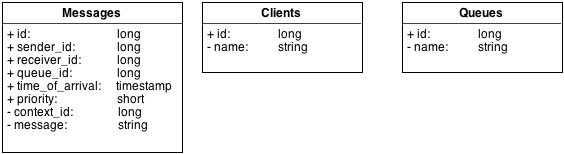 Messages
+ id: long
+ sender_id: long
+ receiver_id: long
+ queue_id: long
+ time_of_arrival: timestamp
+ priority: short
- context_id: long
- message: string
Clients
+ id: long
- name: string
Queues
+ id: long
- name: string